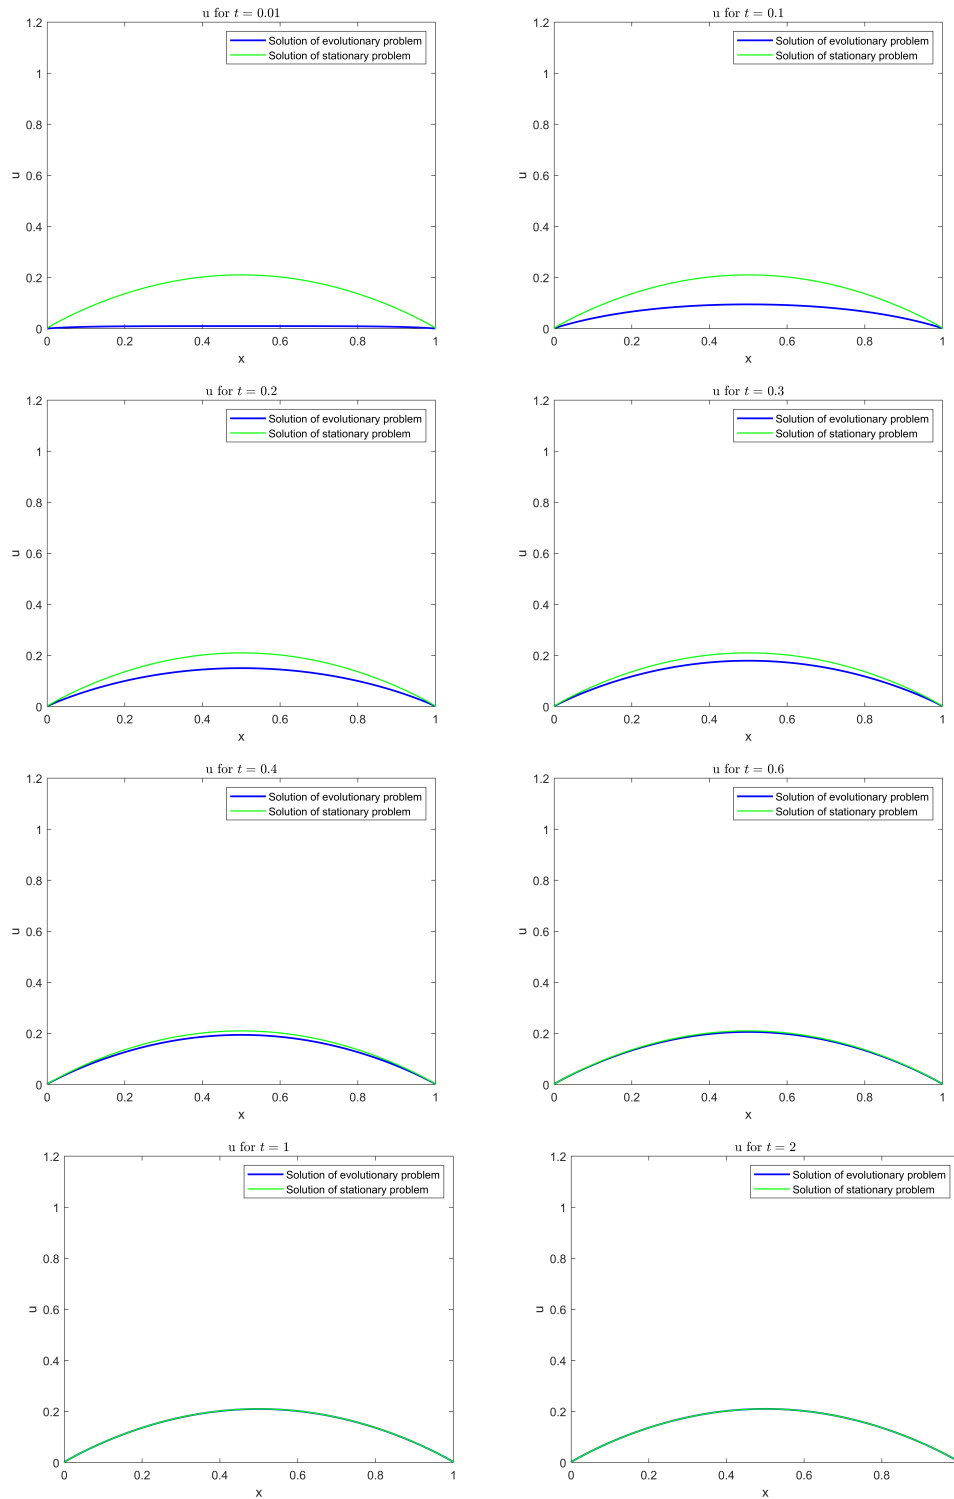 u for t = 0.01
Solution of evolutionary problem
Solution of stationary problem
1.2
1
0.8
0.6
0.4
0.2
0
u
0 0.2 0.4 0.6 0.8 1
x
u for t = 0.1
Solution of evolutionary problem
Solution of stationary problem
1.2
1
0.8
0.6
0.4
0.2
0
u
0 0.2 0.4 0.6 0.8 1
x
u for t = 0.2
Solution of evolutionary problem
Solution of stationary problem
1.2
1
0.8
0.6
0.4
0.2
0
u
0 0.2 0.4 0.6 0.8 1
x
u for t = 0.3
Solution of evolutionary problem
Solution of stationary problem
1.2
1
0.8
0.6
0.4
0.2
0
u
0 0.2 0.4 0.6 0.8 1
x
u for t = 0.4
Solution of evolutionary problem
Solution of stationary problem
1.2
1
0.8
0.6
0.4
0.2
0
u
0 0.2 0.4 0.6 0.8 1
x
u for t = 0.6
Solution of evolutionary problem
Solution of stationary problem
1.2
1
0.8
0.6
0.4
0.2
0
u
0 0.2 0.4 0.6 0.8 1
x
u for t = 1
Solution of evolutionary problem
Solution of stationary problem
1.2
1
0.8
0.6
0.4
0.2
0
u
0 0.2 0.4 0.6 0.8 1
x
u for t = 2
Solution of evolutionary problem
Solution of stationary problem
1.2
1
0.8
0.6
0.4
0.2
0
u
0 0.2 0.4 0.6 0.8
x